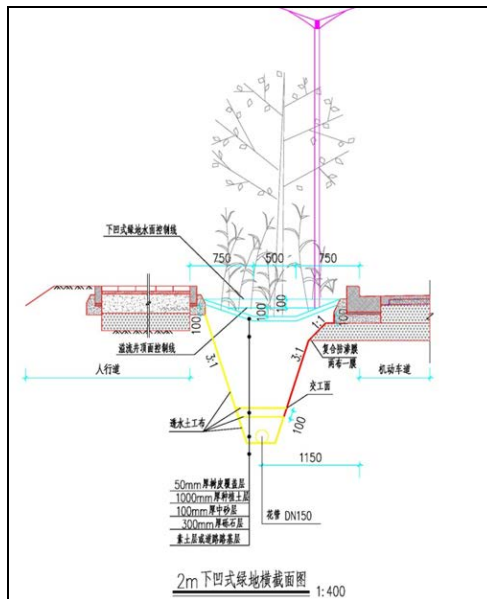 下凹式绿地水面控制线
750 500 750
100 100
100 1:1 100
溢流井顶面控制线
3:1 3:1
复合防渗膜
两布一膜
人行道 机动车道
交工面
透水土工布
100
1150
50mm厚树皮覆盖层
1000mm厚种植土层
100mm厚中砂层
300mm厚砾石层
素土层或道路路基层
花管 DN150
2m下凹式绿地横截面图 1:400